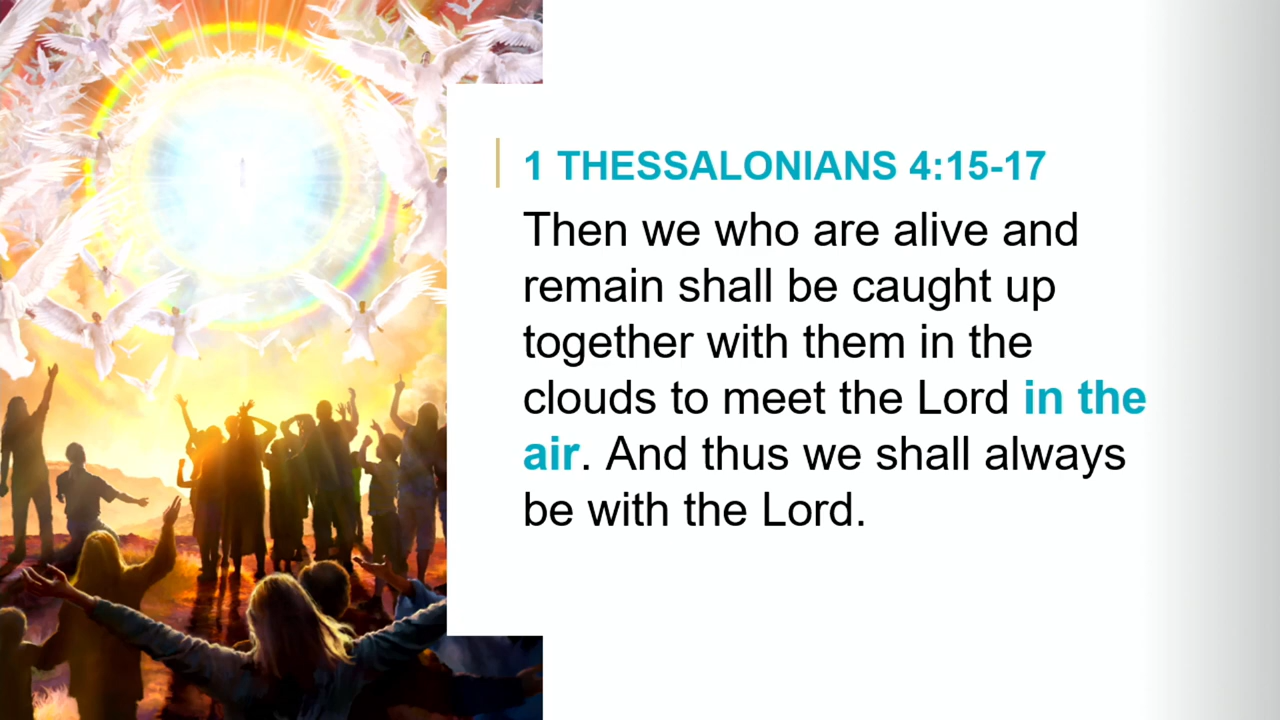 1 THESSALONIANS 4:15-17
Then we who are alive and
remain shall be caught up
together with them in the
clouds to meet the Lord in the
air. And thus we shall always
be with the Lord.